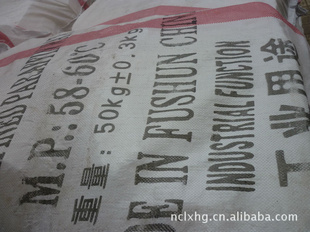 M.P.: 58-60℃
重量: 50kg±0.3kg
DE IN FUSHUN CHIN
INDUSTRIAL FUNCTION
工业用途
nclxhg.cn.alibaba.com